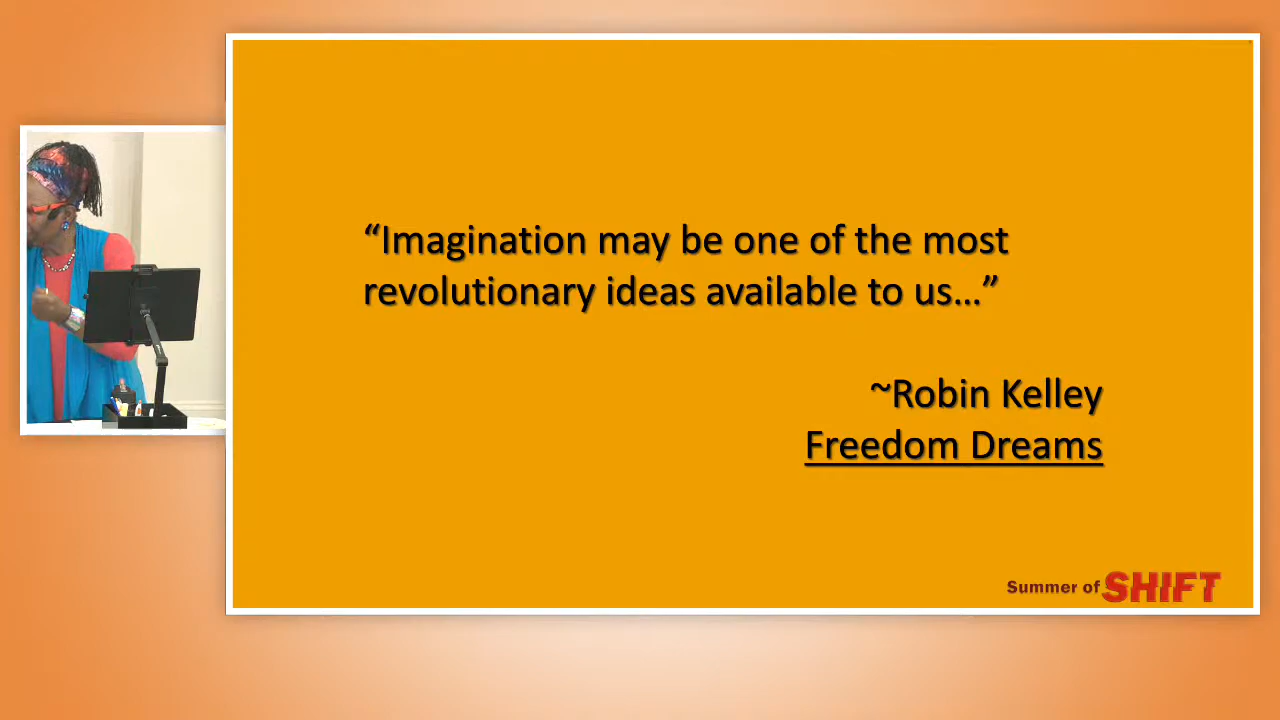 “Imagination may be one of the most
revolutionary ideas available to us…”
~Robin Kelley
Freedom Dreams
Summer of SHIFT